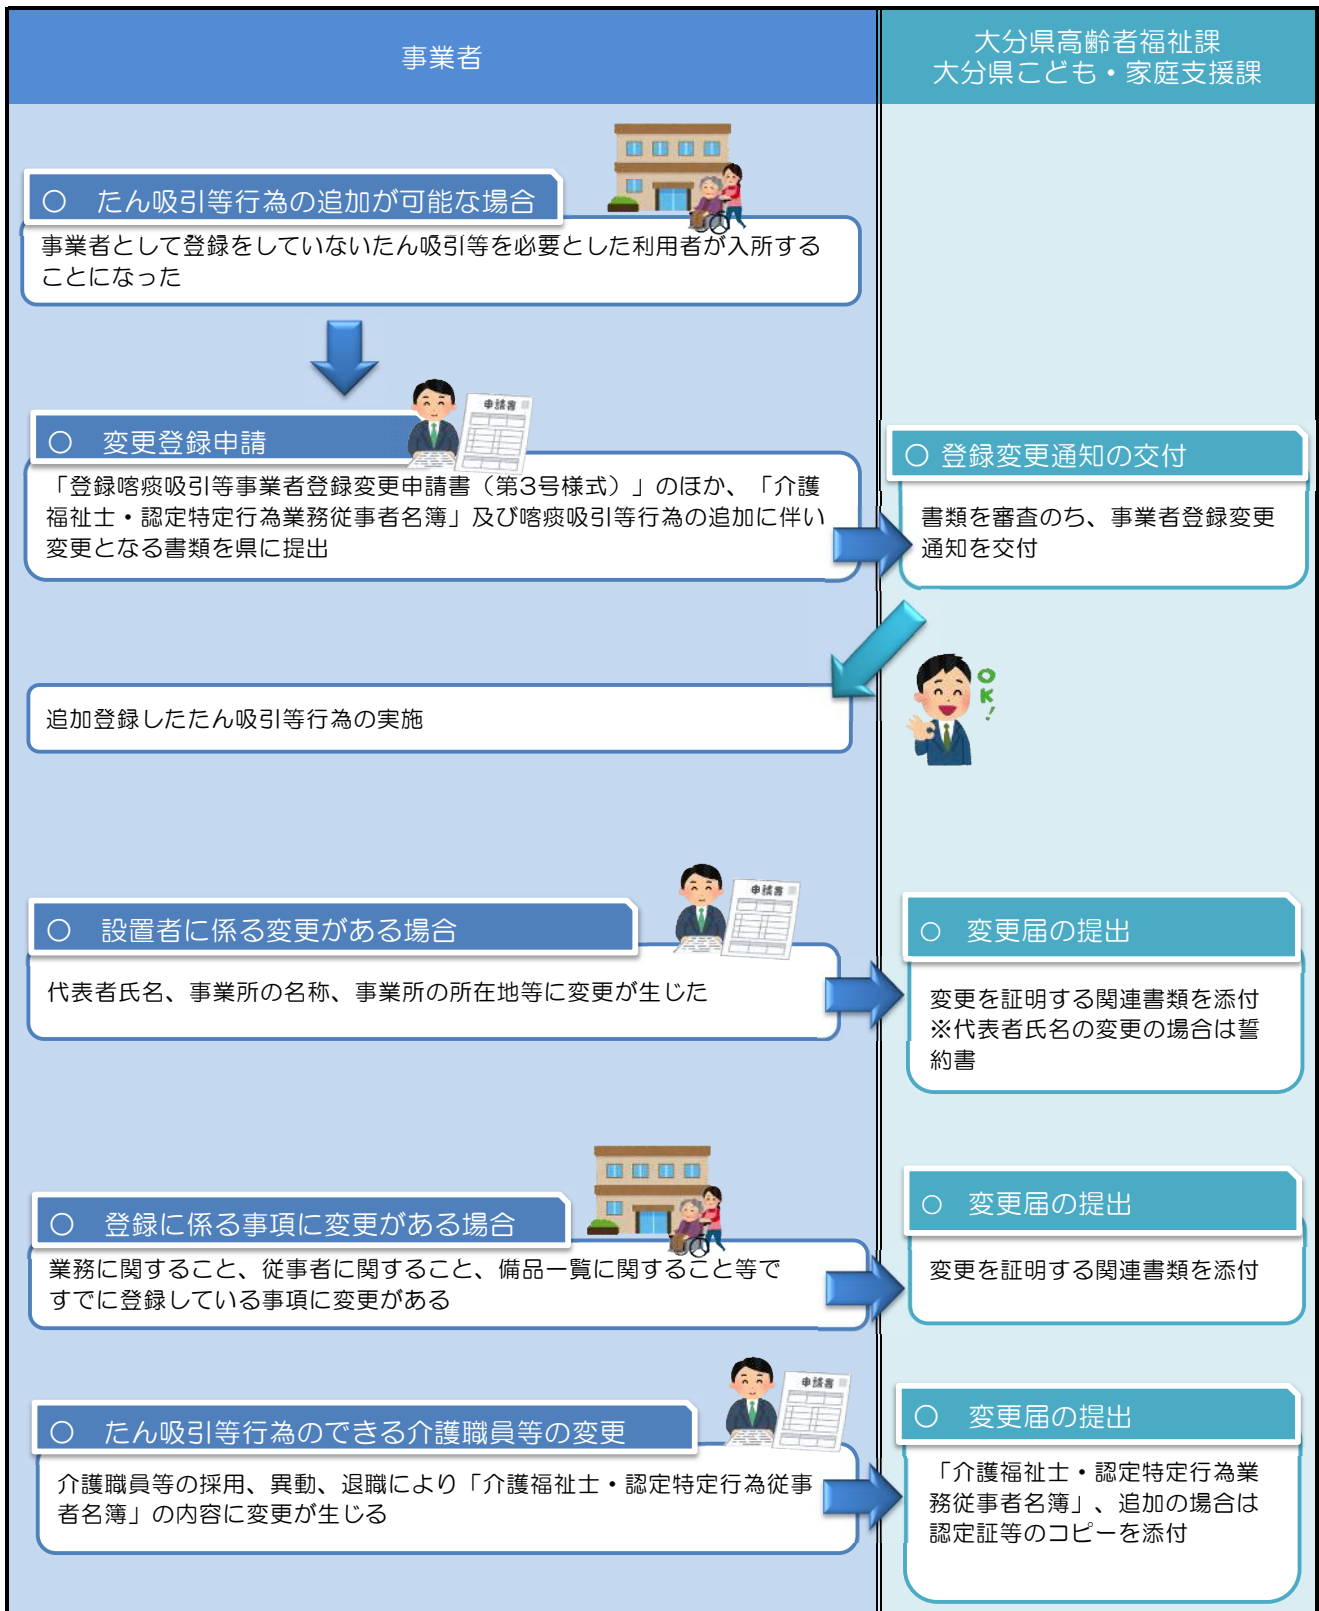 事業者
大分県高齢者福祉課
大分県こども・家庭支援課
○　たん吸引等行為の追加が可能な場合
事業者として登録をしていないたん吸引等を必要とした利用者が入所する
ことになった
申請書
○　変更登録申請
「登録喀痰吸引等事業者登録変更申請書（第3号様式）」のほか、「介護
福祉士・認定特定行為業務従事者名簿」及び喀痰吸引等行為の追加に伴い
変更となる書類を県に提出
○ 登録変更通知の交付
書類を審査のち、事業者登録変更
通知を交付
OK!
追加登録したたん吸引等行為の実施
申請書
○　設置者に係る変更がある場合
代表者氏名、事業所の名称、事業所の所在地等に変更が生じた
○　変更届の提出
変更を証明する関連書類を添付
※代表者氏名の変更の場合は誓
約書
○　登録に係る事項に変更がある場合
業務に関すること、従事者に関すること、備品一覧に関すること等で
すでに登録している事項に変更がある
○　変更届の提出
変更を証明する関連書類を添付
申請書
○　たん吸引等行為のできる介護職員等の変更
介護職員等の採用、異動、退職により「介護福祉士・認定特定行為従事
者名簿」の内容に変更が生じる
○　変更届の提出
「介護福祉士・認定特定行為業
務従事者名簿」、追加の場合は
認定証等のコピーを添付